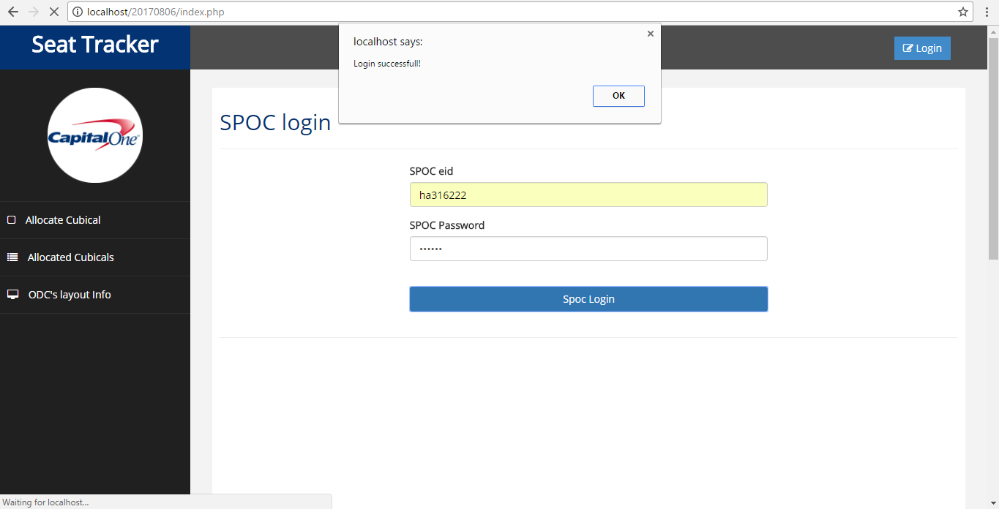 localhost/20170806/index.php
Seat Tracker
Login
localhost says:
Login successfull!
OK
CapitalOne
SPOC login
SPOC eid
ha316222
SPOC Password
••••••
Spoc Login
Allocate Cubical
Allocated Cubicals
ODC's layout Info
Waiting for localhost...